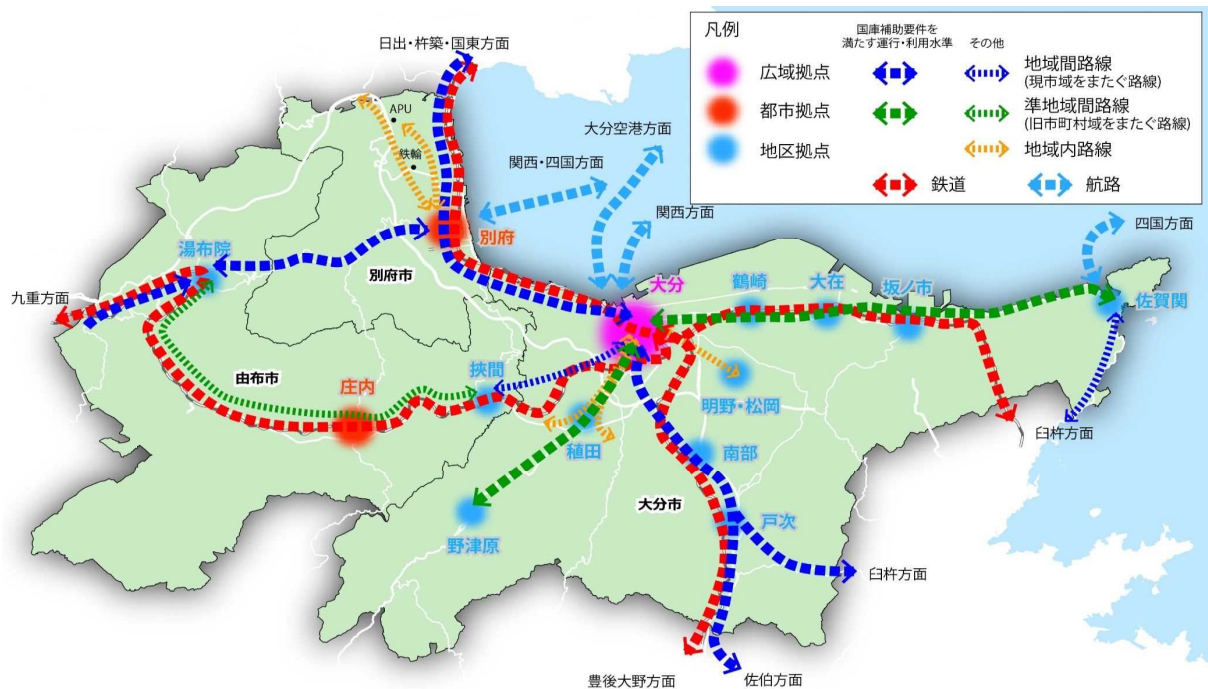 凡例
国庫補助要件を
満たす運行・利用水準
その他
広域拠点
都市拠点
地区拠点
地域間路線
(現市域をまたぐ路線)
準地域間路線
(旧市町村域をまたぐ路線)
地域内路線
鉄道
航路
日出・杵築・国東方面
APU
鉄輪
大分空港方面
関西・四国方面
関西方面
四国方面
別府
湯布院
別府市
九重方面
大分
鶴崎
大在
坂ノ市
佐賀関
由布市
庄内
挾間
明野・松岡
臼杵方面
稙田
南部
大分市
戸次
野津原
臼杵方面
豊後大野方面
佐伯方面